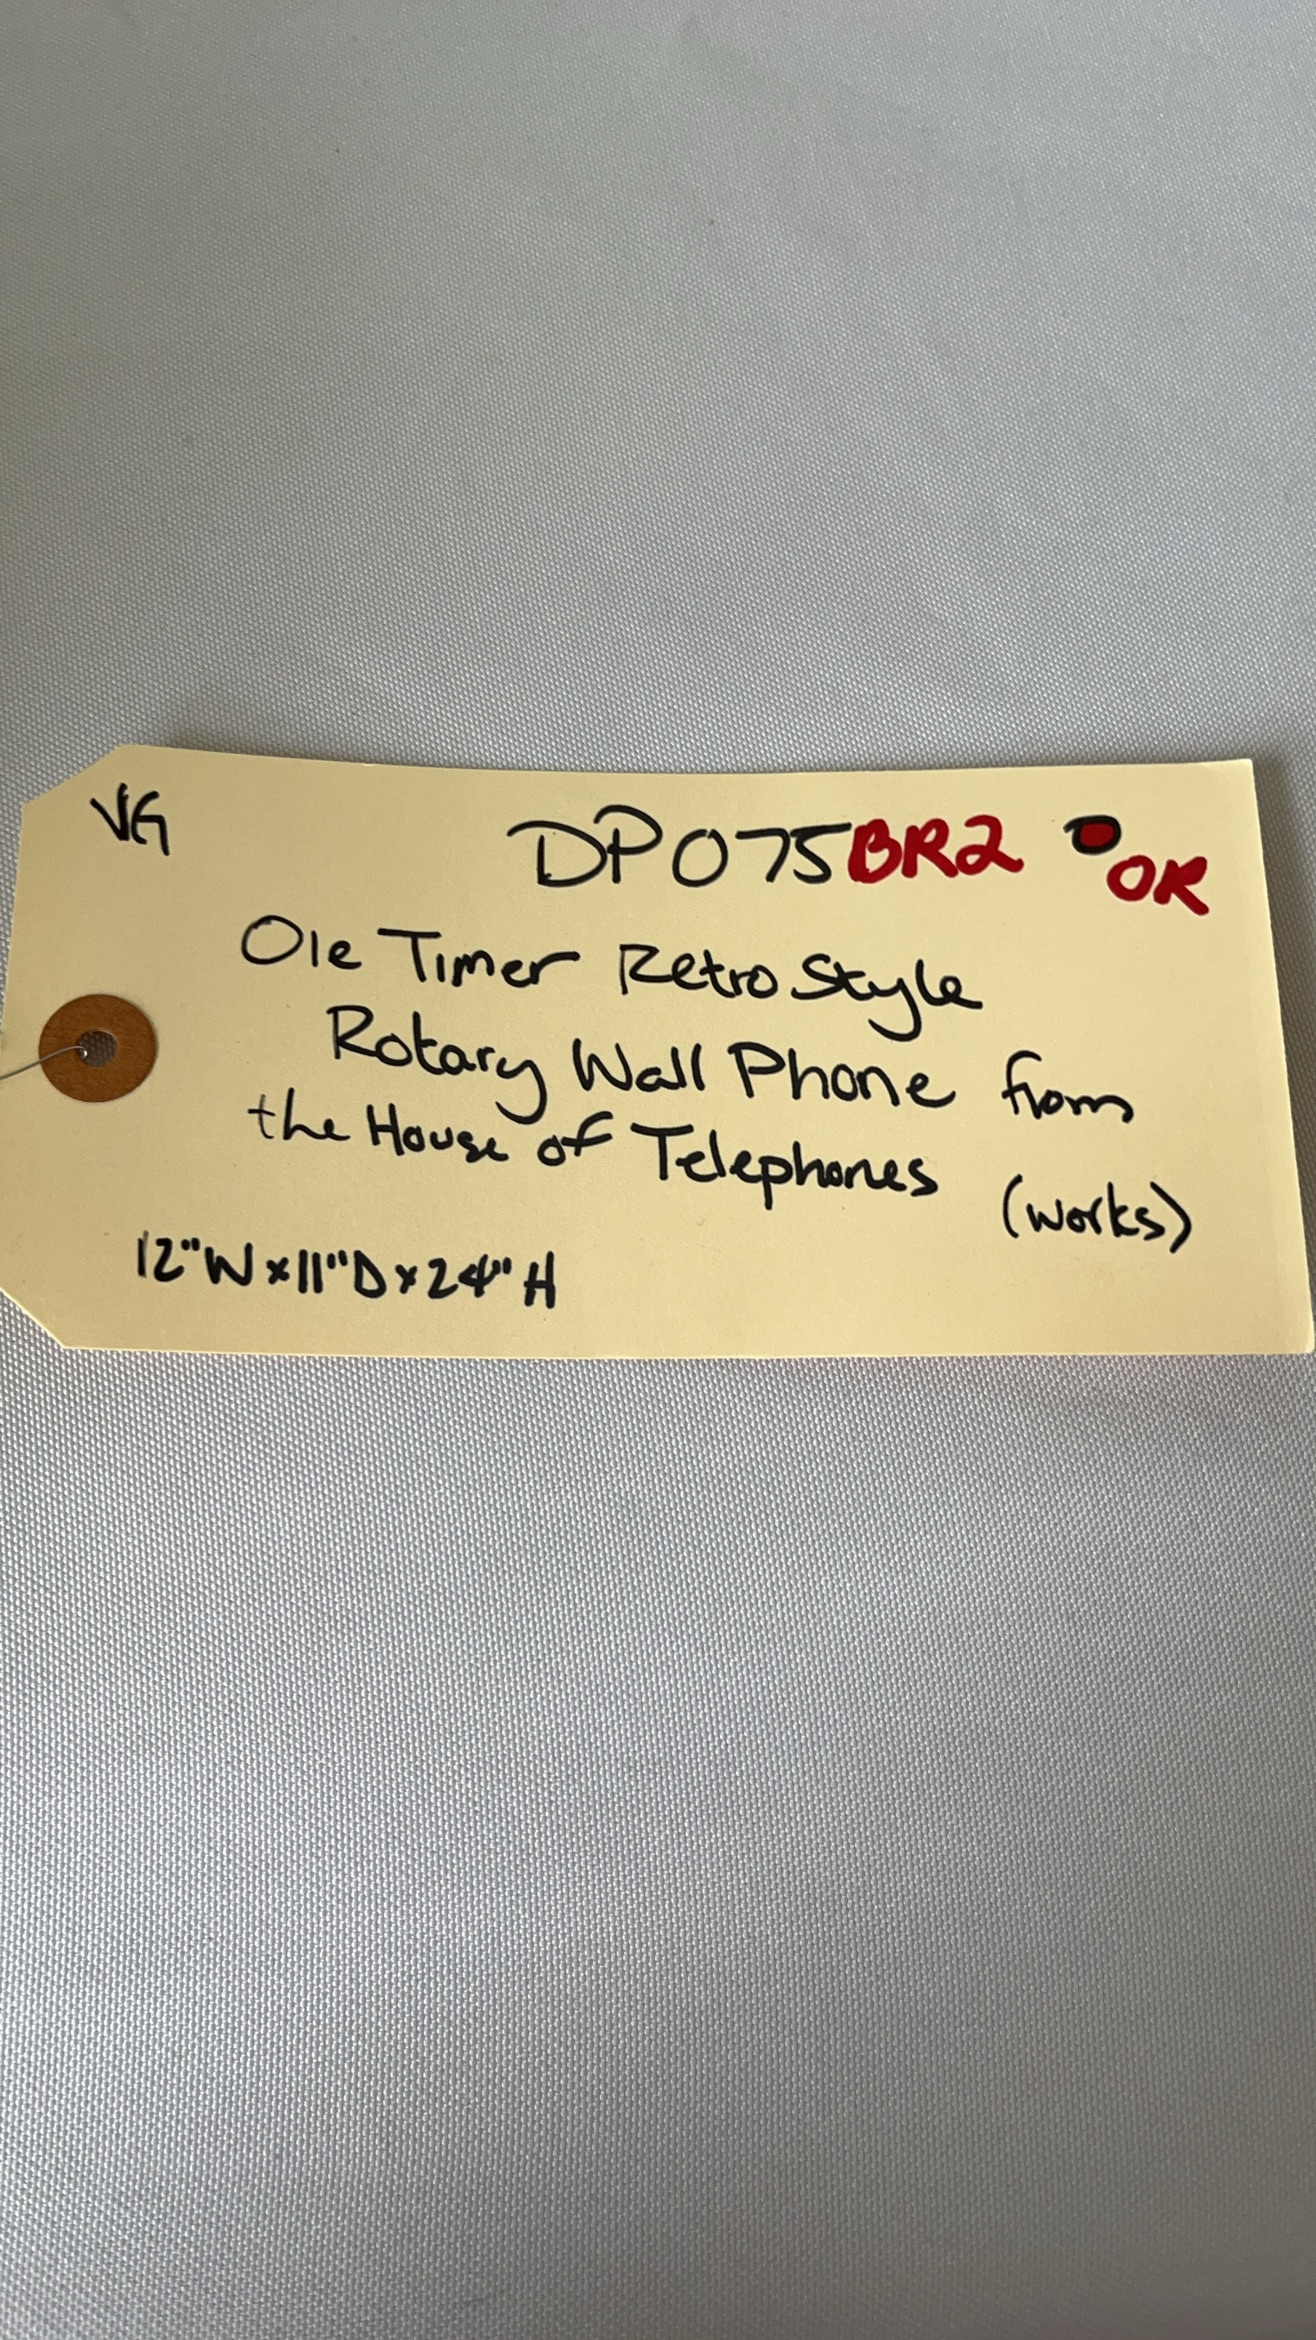 VG
DP075BR2 OK
Ole Timer Retro Style
Rotary Wall Phone from
the House of Telephones (works)
12"W x 11"D x 24"H